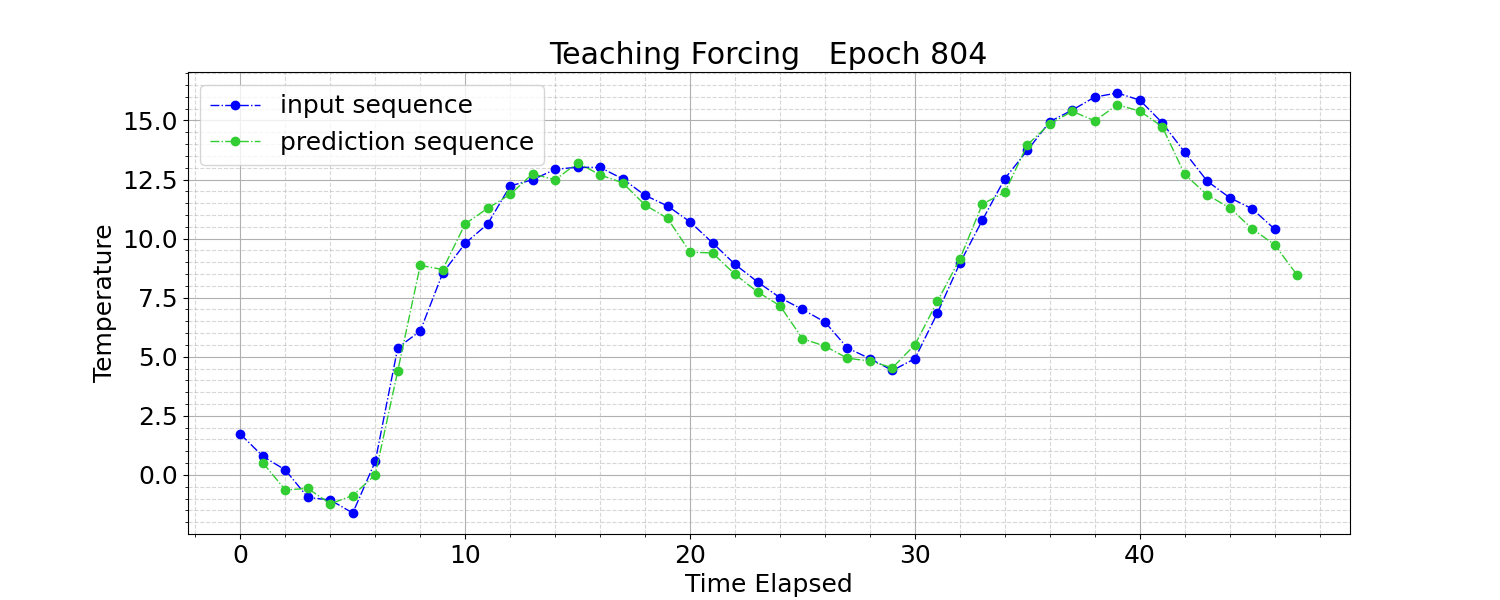 Teaching Forcing   Epoch 804
input sequence
prediction sequence
15.0
12.5
10.0
7.5
5.0
2.5
0.0
Temperature
0 10 20 30 40
Time Elapsed